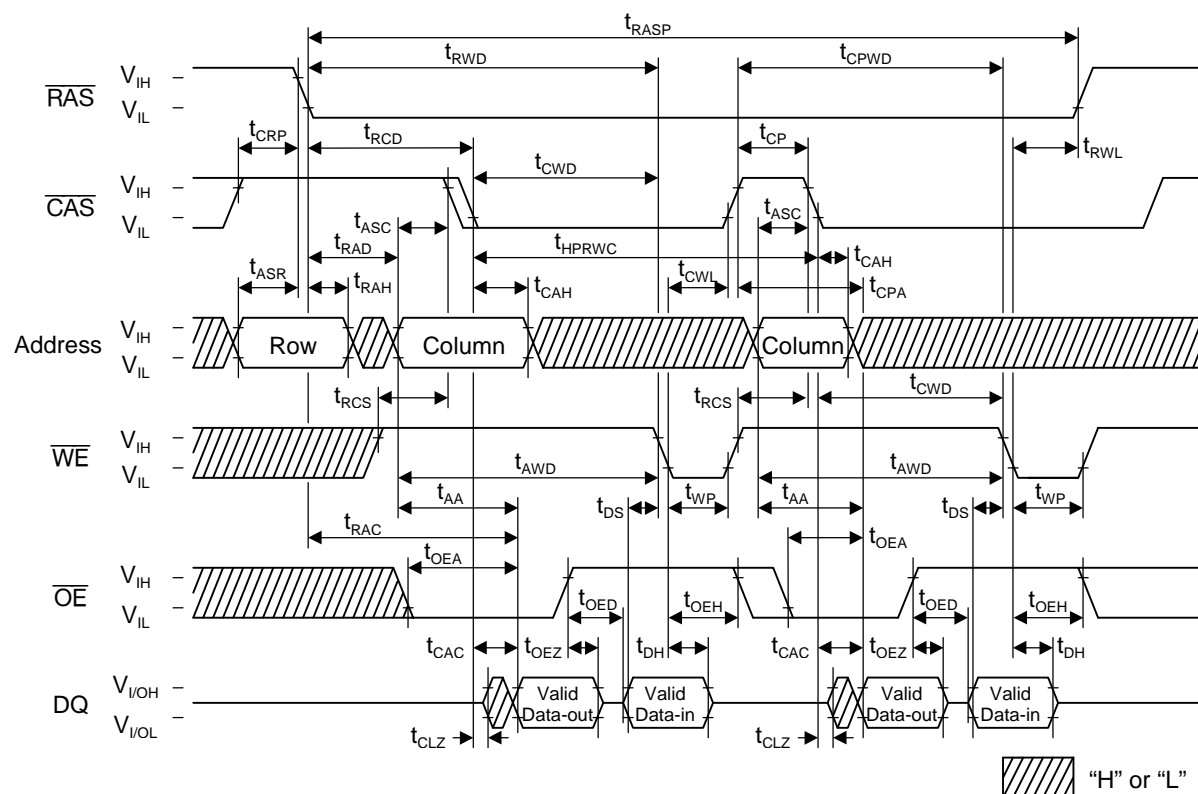 tRASP
tRWD tCPWD
RAS VIH
VIL
tCRP tRCD tCP tRWL
tCWD
CAS VIH
VIL
tASC tASC
tRAD tHPRWC tCAH
tASR tRAH tCAH tCWL tCPA
Address VIH
VIL
Row Column Column
tRCS tRCS tCWD
WE VIH
VIL
tAWD tAWD
tAA tDS tWP tAA tDS tWP
tRAC
tOEA tOEA
OE VIH
VIL
tOED tOEH tOED tOEH
tCAC tOEZ tDH tCAC tOEZ tDH
DQ VI/OH
VI/OL
Valid Data-out
Valid Data-in
Valid Data-out
Valid Data-in
tCLZ tCLZ
“H” or “L”